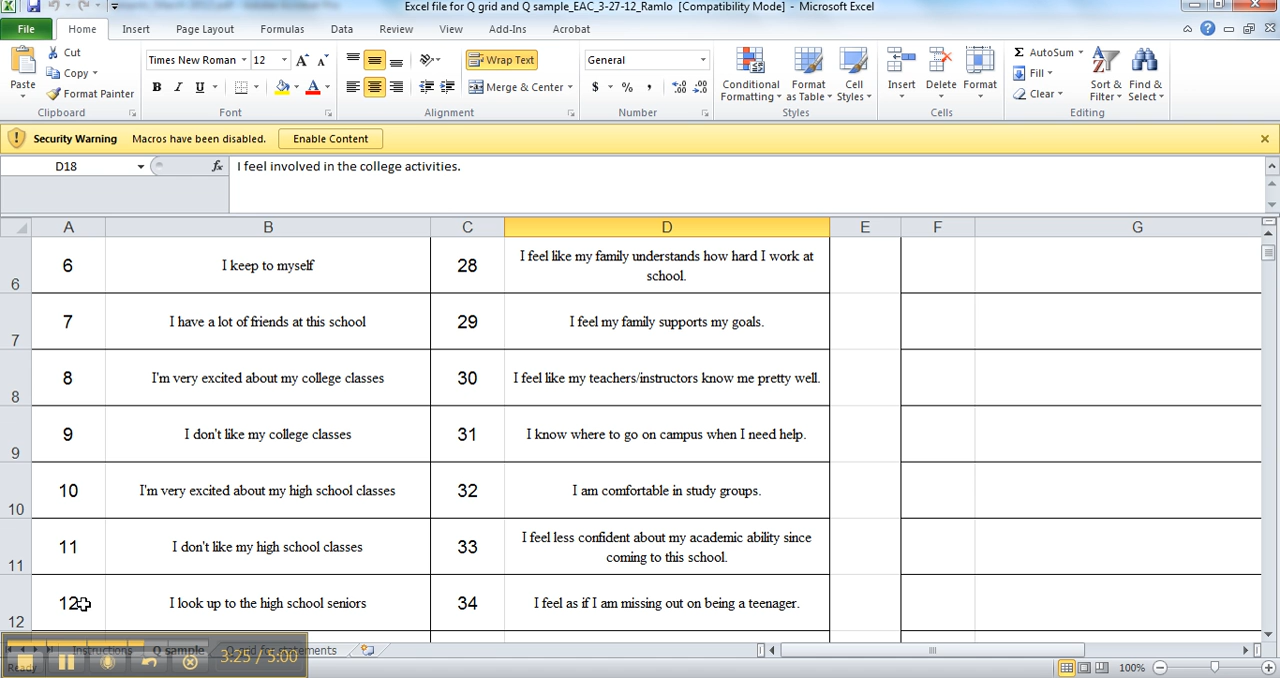 Excel file for Q grid and Q sample_EAC_3-27-12_Ramlo [Compatibility Mode] - Microsoft Excel
File Home Insert Page Layout Formulas Data Review View Add-Ins Acrobat
Paste
Cut
Copy
Format Painter
Clipboard
Times New Roman 12
B I U
Font
Wrap Text
Merge & Center
Alignment
General
$ % ,
Number
Conditional Formatting
Format as Table
Cell Styles
Styles
Insert Delete Format
Cells
Σ AutoSum
Fill
Clear
Sort & Filter
Find & Select
Editing
Security Warning Macros have been disabled. Enable Content
D18 fx I feel involved in the college activities.
A B C D E F G
6 6 I keep to myself 28 I feel like my family understands how hard I work at
school.
7 7 I have a lot of friends at this school 29 I feel my family supports my goals.
8 8 I'm very excited about my college classes 30 I feel like my teachers/instructors know me pretty well.
9 9 I don't like my college classes 31 I know where to go on campus when I need help.
10 10 I'm very excited about my high school classes 32 I am comfortable in study groups.
11 11 I don't like my high school classes 33 I feel less confident about my academic ability since
coming to this school.
12 12 I look up to the high school seniors 34 I feel as if I am missing out on being a teenager.
Instructions Q sample Q grid for statements
3:25 / 5:00
Ready 100%